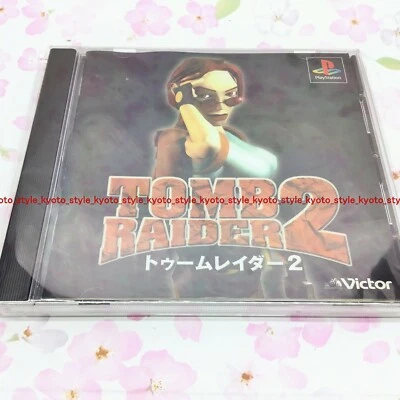 PlayStation
kyoto_style_kyoto_style_kyoto_style_kyoto_style_kyoto_style_kyoto_style
TOMB
RAIDER 2
トゥームレイダー2
Victor